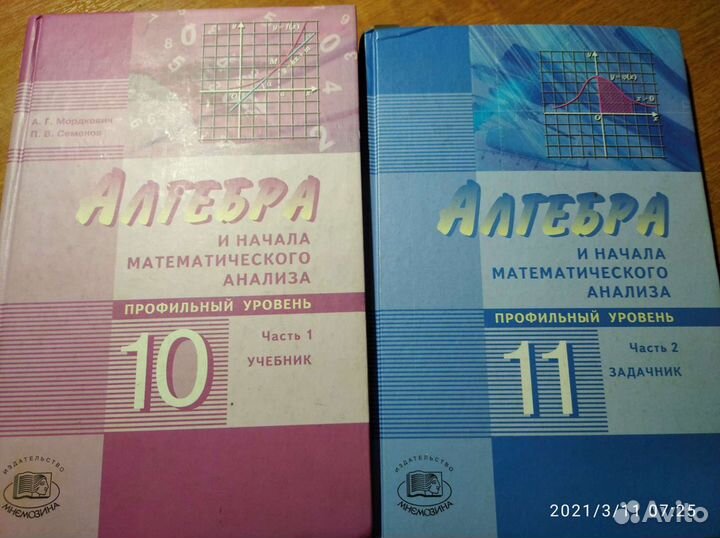 А. Г. Мордкович
П. В. Семенов
АЛГЕБРА
И НАЧАЛА
МАТЕМАТИЧЕСКОГО
АНАЛИЗА
ПРОФИЛЬНЫЙ УРОВЕНЬ
10
Часть 1
УЧЕБНИК
ИЗДАТЕЛЬСТВО
МНЕМОЗИНА
АЛГЕБРА
И НАЧАЛА
МАТЕМАТИЧЕСКОГО
АНАЛИЗА
ПРОФИЛЬНЫЙ УРОВЕНЬ
11
Часть 2
ЗАДАЧНИК
ИЗДАТЕЛЬСТВО
МНЕМОЗИНА
2021/3/11 07:25
Avito